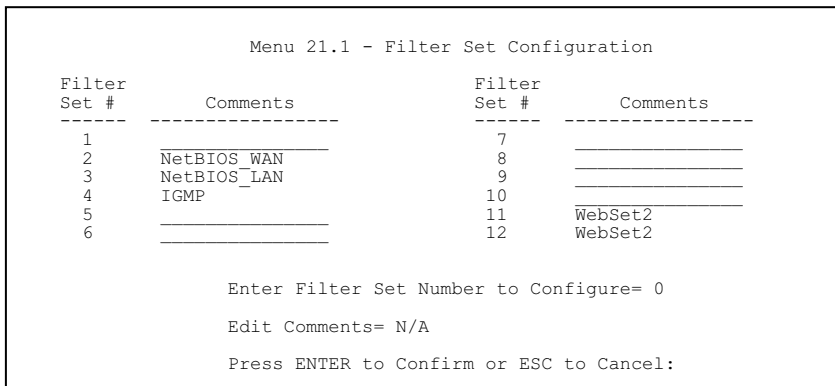 Menu 21.1 - Filter Set Configuration
Filter Filter
Set # Comments Set # Comments
------ ----------------- ------ -----------------
1 _______________ 7 _______________
2 NetBIOS_WAN 8 _______________
3 NetBIOS_LAN 9 _______________
4 IGMP 10 _______________
5 _______________ 11 WebSet2
6 _______________ 12 WebSet2
Enter Filter Set Number to Configure= 0
Edit Comments= N/A
Press ENTER to Confirm or ESC to Cancel: